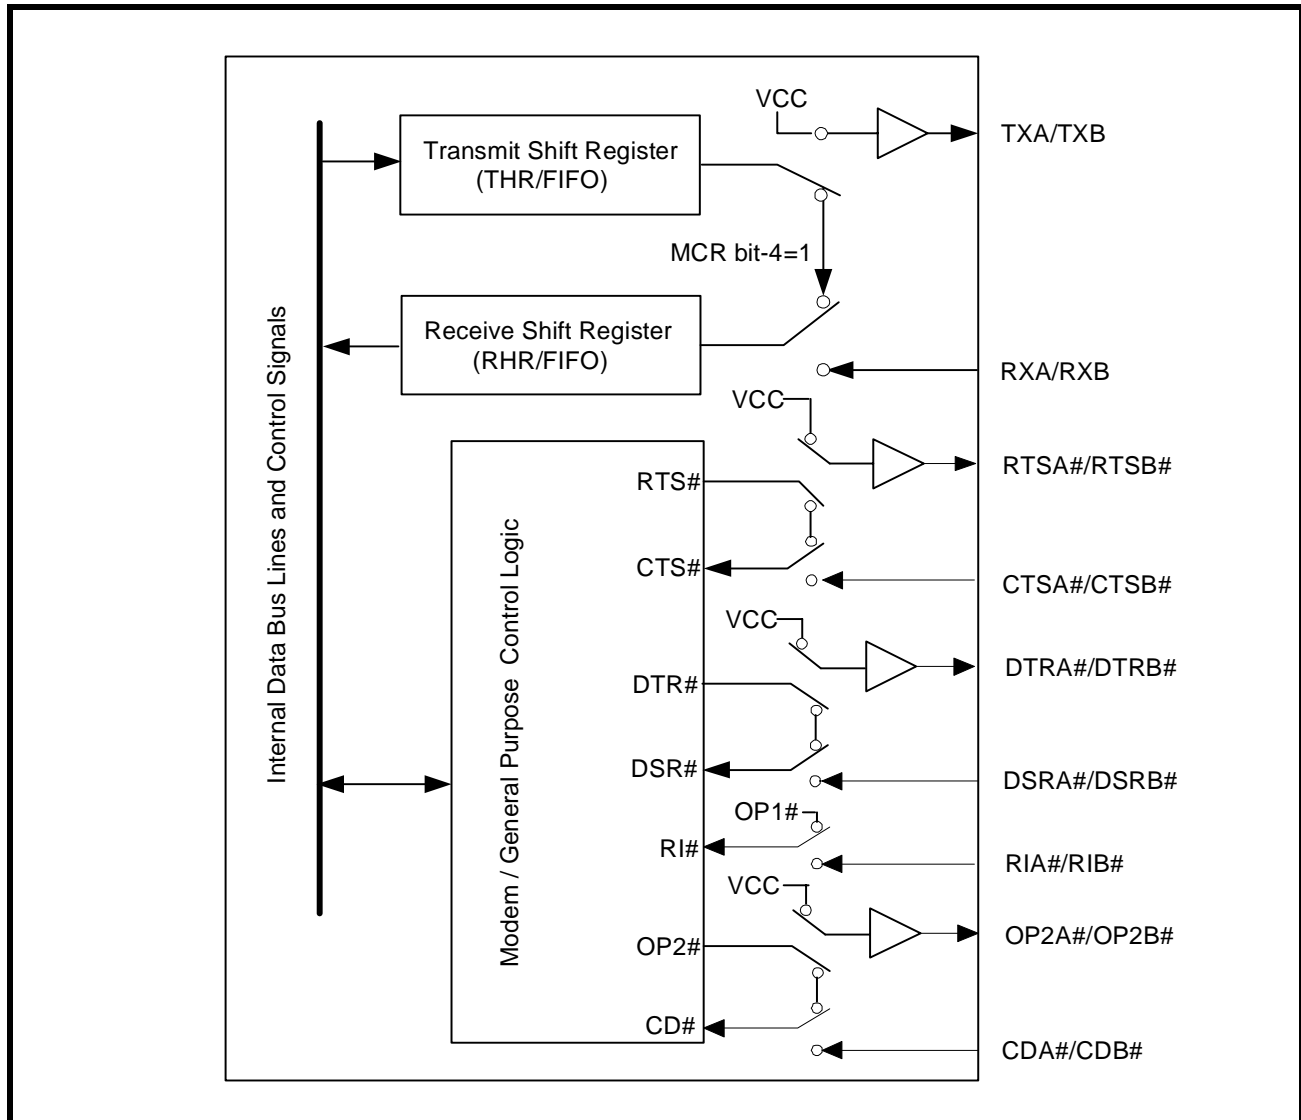 VCC
TXA/TXB
Transmit Shift Register
(THR/FIFO)
MCR bit-4=1
Receive Shift Register
(RHR/FIFO)
RXA/RXB
Internal Data Bus Lines and Control Signals
VCC
RTSA#/RTSB#
RTS#
CTS#
CTSA#/CTSB#
Modem / General Purpose Control Logic
VCC
DTRA#/DTRB#
DTR#
DSR#
DSRA#/DSRB#
OP1#
RI#
RIA#/RIB#
VCC
OP2A#/OP2B#
OP2#
CD#
CDA#/CDB#